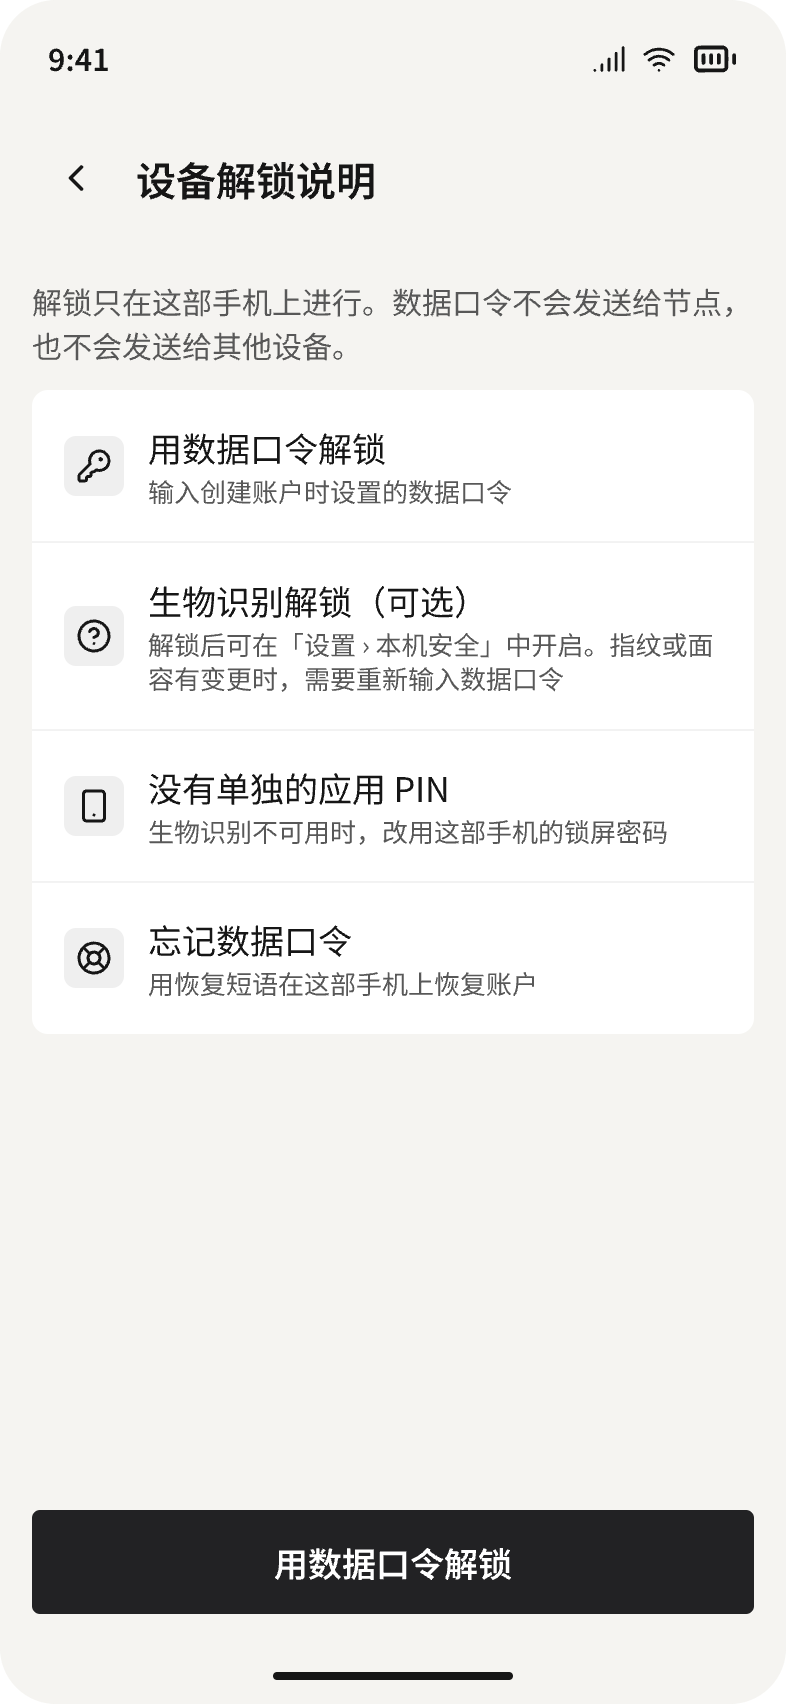 9:41
设备解锁说明
解锁只在这部手机上进行。数据口令不会发送给节点，
也不会发送给其他设备。
用数据口令解锁
输入创建账户时设置的数据口令
生物识别解锁（可选）
解锁后可在「设置 › 本机安全」中开启。指纹或面
容有变更时，需要重新输入数据口令
没有单独的应用 PIN
生物识别不可用时，改用这部手机的锁屏密码
忘记数据口令
用恢复短语在这部手机上恢复账户
用数据口令解锁